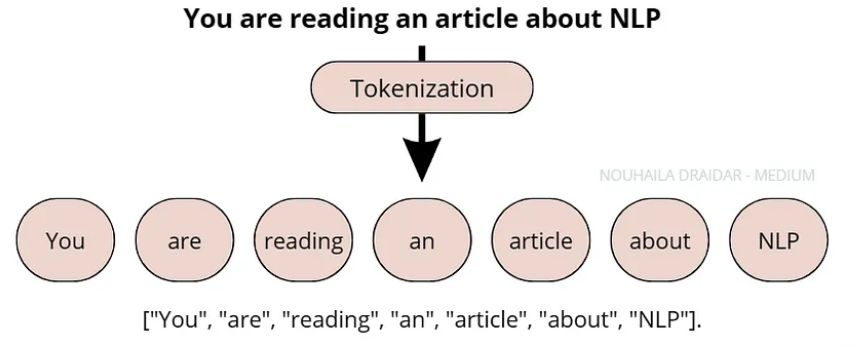 You are reading an article about NLP
Tokenization
NOUHAILA DRAIDAR - MEDIUM
You are reading an article about NLP
["You", "are", "reading", "an", "article", "about", "NLP"].